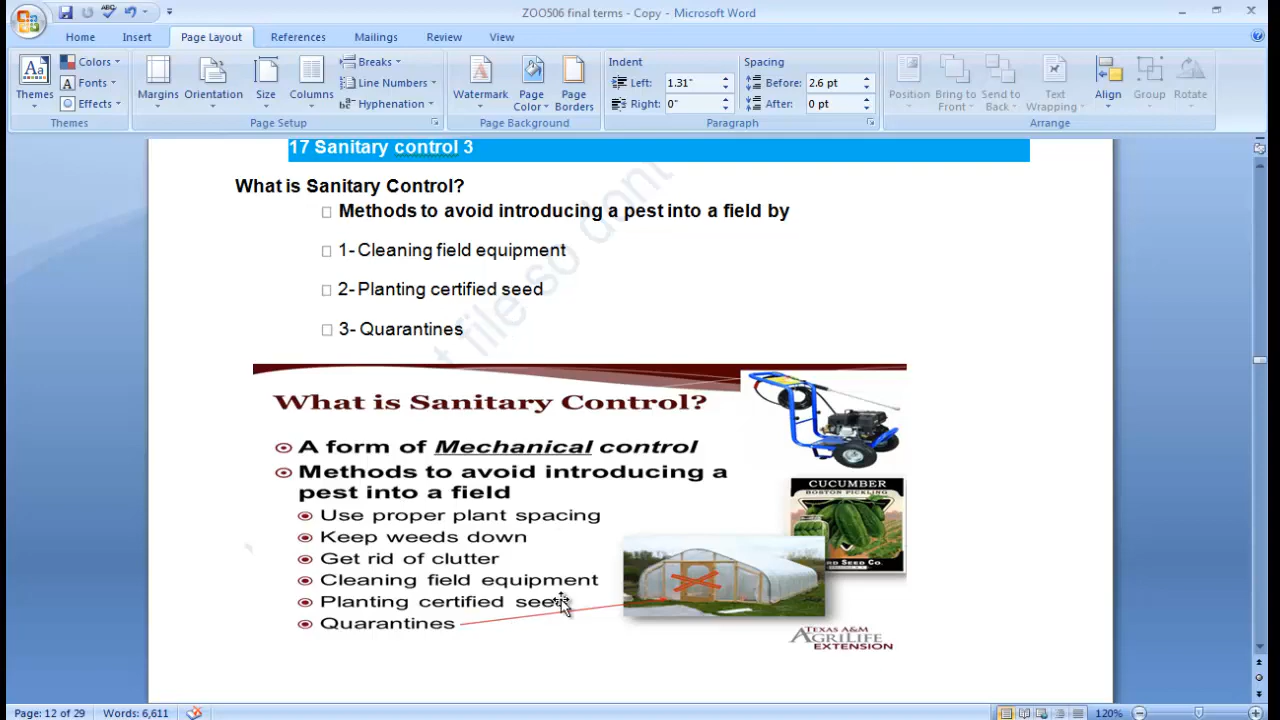 ZOO506 final terms - Copy - Microsoft Word
Home Insert Page Layout References Mailings Review View
Aa Themes Colors Fonts Effects Themes
Margins Orientation Size Columns Breaks Line Numbers Hyphenation Page Setup
Watermark Page Color Page Borders Page Background
Indent Left: 1.31" Right: 0" Spacing Before: 2.6 pt After: 0 pt Paragraph
Position Bring to Front Send to Back Text Wrapping Align Group Rotate Arrange
17 Sanitary control 3
What is Sanitary Control?
Methods to avoid introducing a pest into a field by
1- Cleaning field equipment
2- Planting certified seed
3- Quarantines
file so dont
What is Sanitary Control?
A form of Mechanical control
Methods to avoid introducing a
pest into a field
Use proper plant spacing
Keep weeds down
Get rid of clutter
Cleaning field equipment
Planting certified seed
Quarantines
CUCUMBER
BOSTON PICKLING
SEED CO.
TEXAS A&M
AGRILIFE
EXTENSION
Page: 12 of 29 Words: 6,611 120%